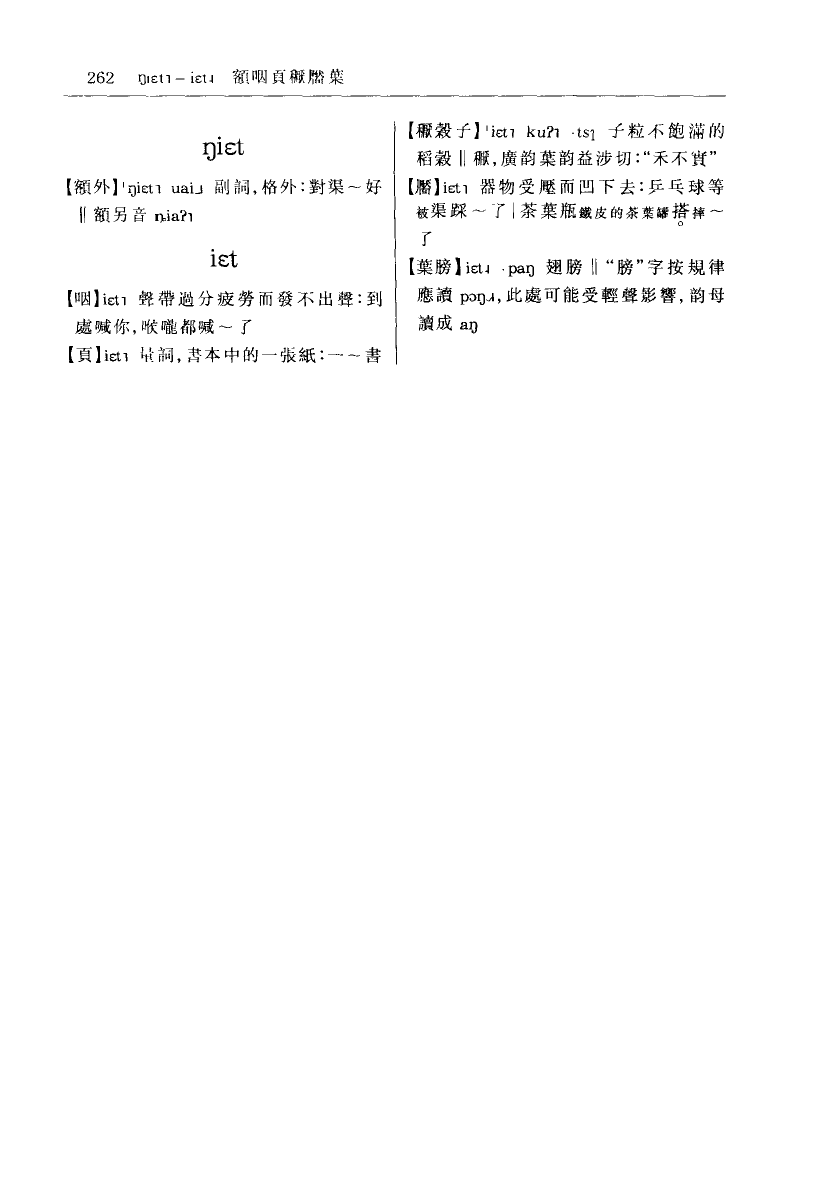 262 ŋiɛt˥ – iɛt˨ 額咽頁䅖擪葉
ŋiɛt
【額外】ˈŋiɛt˥ uai˩ 副詞,格外:對渠～好
‖額另音 ȵiaʔ˥
iɛt
【咽】iɛt˥ 聲帶過分疲勞而發不出聲:到
處喊你,喉嚨都喊～了
【頁】iɛt˥ 量詞,書本中的一張紙:一～書
穀子】ˈiɛt˥ kuʔ˥ ·tsɿ 子粒不飽滿的
稻穀‖,廣韵葉韵益涉切:“禾不實”
iɛt˥ 器物受壓而凹下去:乒乓球等
被渠踩～了|茶葉瓶鐵皮的茶葉罐搭摔～
了
【葉膀】iɛt˨ ·paŋ 翅膀‖“膀”字按規律
應讀 pɔŋ,此處可能受輕聲影響,韵母
讀成 aŋ